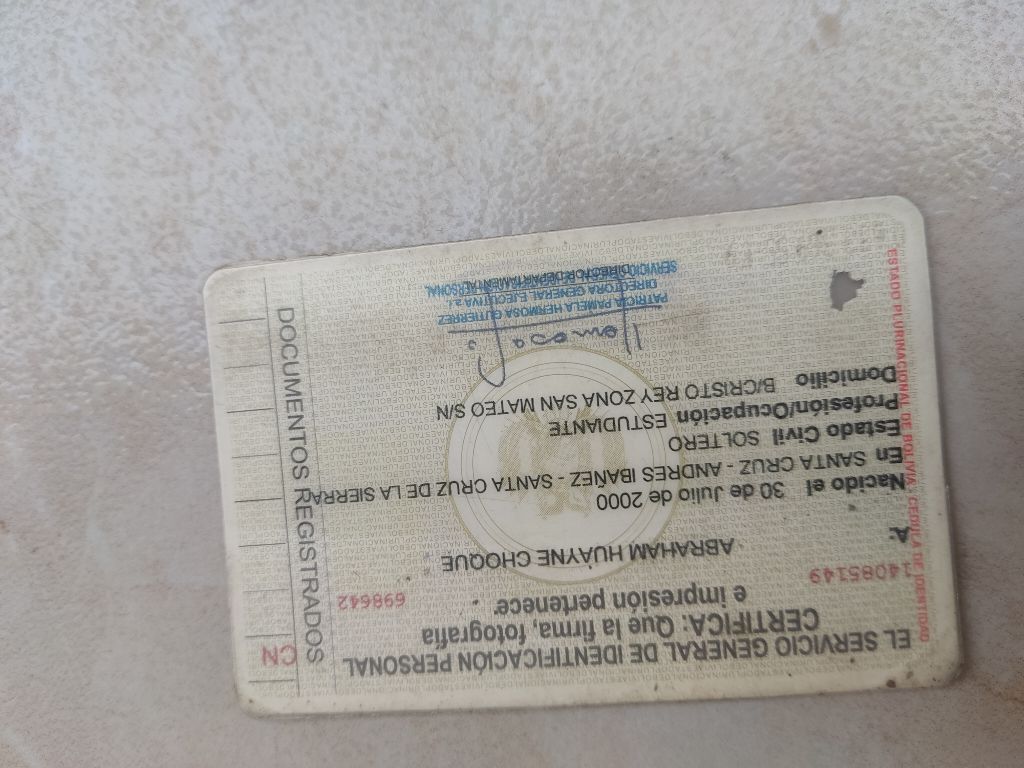 EL SERVICIO GENERAL DE IDENTIFICACIÓN PERSONAL
CERTIFICA: Que la firma, fotografía
e impresión pertenece
14085149
698642
A:
ABRAHAM HUAYNE CHOQUE
Nacido el 30 de Julio de 2000
En SANTA CRUZ - ANDRES IBAÑEZ - SANTA CRUZ DE LA SIERRA
Estado Civil SOLTERO
Profesión/Ocupación ESTUDIANTE
Domicilio B/CRISTO REY ZONA SAN MATEO S/N
PATRICIA PAMELA HERMOSA GUTIERREZ
DIRECTORA GENERAL EJECUTIVA a.i.
DIRECTOR DEPARTAMENTAL
ESTADO PLURINACIONAL DE BOLIVIA CEDULA DE IDENTIDAD
DOCUMENTOS REGISTRADOS
CN